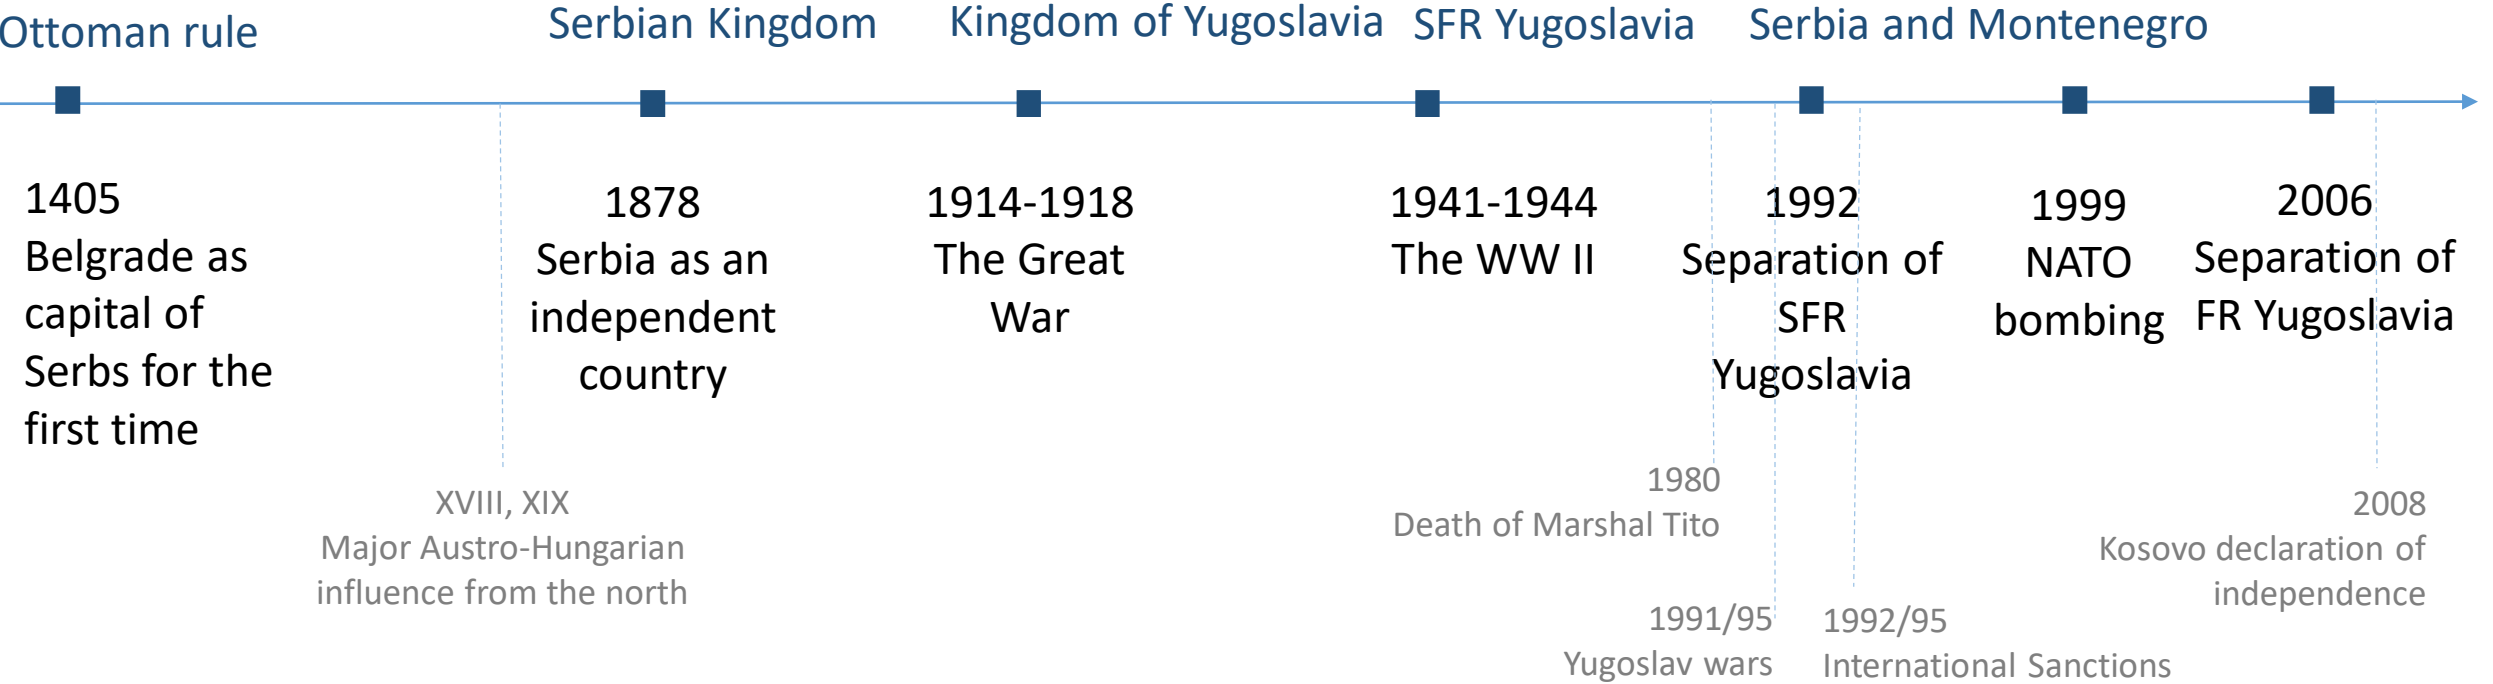 Ottoman rule
Serbian Kingdom
Kingdom of Yugoslavia
SFR Yugoslavia
Serbia and Montenegro
1405
Belgrade as
capital of
Serbs for the
first time
1878
Serbia as an
independent
country
1914-1918
The Great
War
1941-1944
The WW II
1992
Separation of
SFR
Yugoslavia
1999
NATO
bombing
2006
Separation of
FR Yugoslavia
XVIII, XIX
Major Austro-Hungarian
influence from the north
1980
Death of Marshal Tito
1991/95
Yugoslav wars
1992/95
International Sanctions
2008
Kosovo declaration of
independence